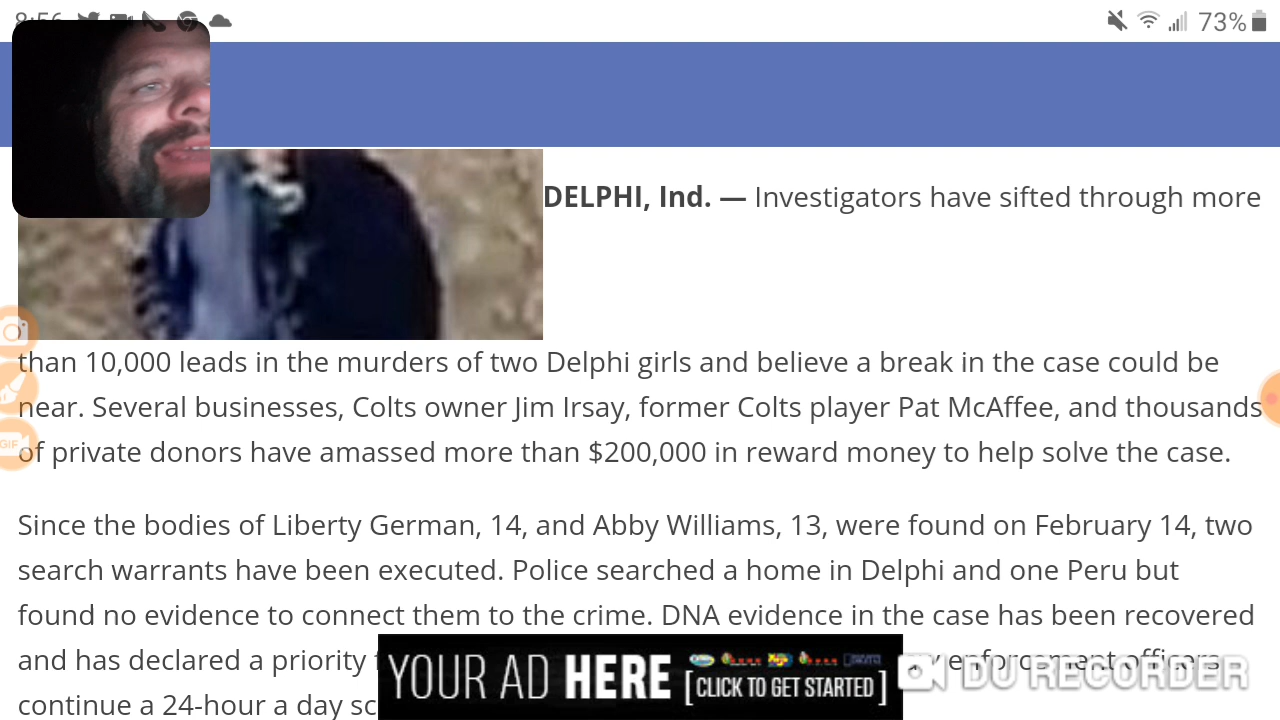 8:56
73%
DELPHI, Ind. — Investigators have sifted through more
than 10,000 leads in the murders of two Delphi girls and believe a break in the case could be
near. Several businesses, Colts owner Jim Irsay, former Colts player Pat McAffee, and thousands
of private donors have amassed more than $200,000 in reward money to help solve the case.
Since the bodies of Liberty German, 14, and Abby Williams, 13, were found on February 14, two
search warrants have been executed. Police searched a home in Delphi and one Peru but
found no evidence to connect them to the crime. DNA evidence in the case has been recovered
and has declared a priority enforcement officers
continue a 24-hour a day
GIF
YOUR AD HERE [CLICK TO GET STARTED]
DU RECORDER